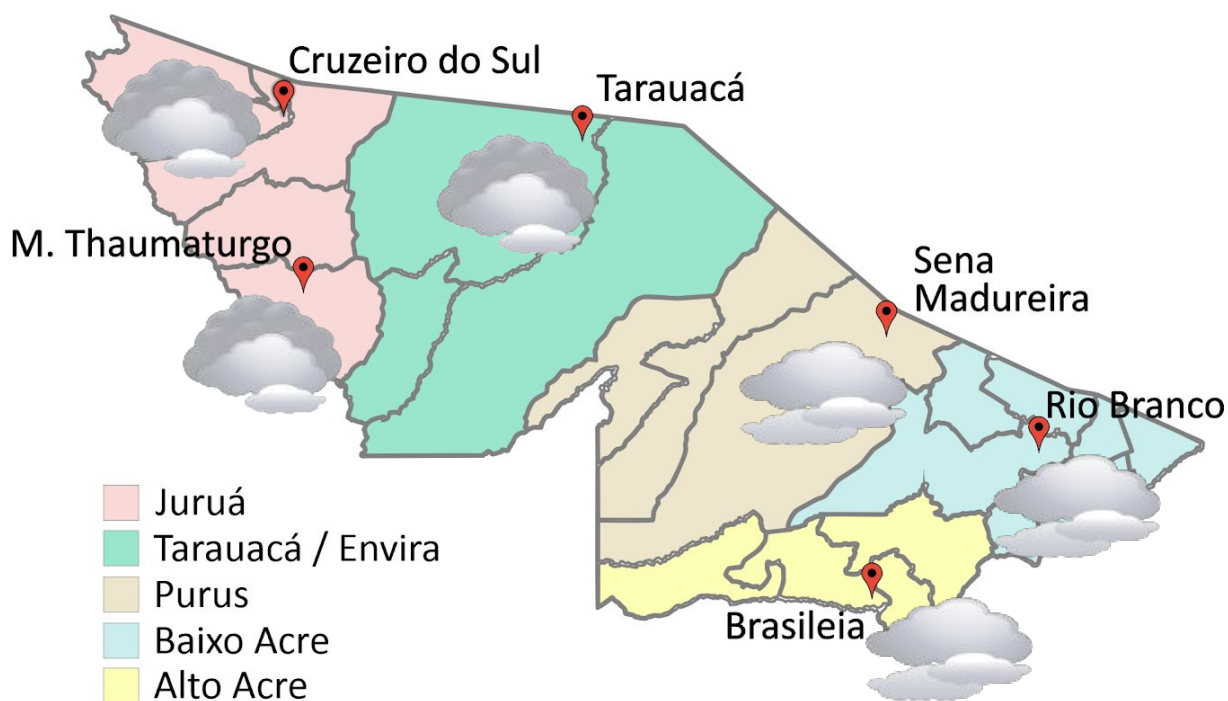 Cruzeiro do Sul
Tarauacá
M. Thaumaturgo
Sena
Madureira
Rio Branco
Brasileia
Juruá
Tarauacá / Envira
Purus
Baixo Acre
Alto Acre